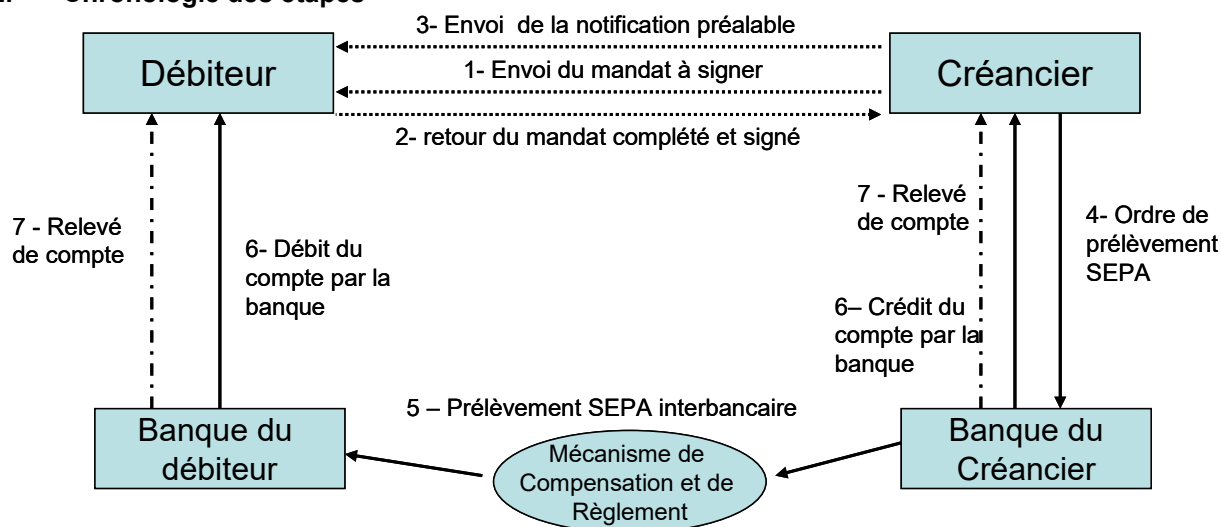 Chronologie des étapes
3- Envoi de la notification préalable
Débiteur
1- Envoi du mandat à signer
Créancier
2- retour du mandat complété et signé
7 - Relevé
de compte
6- Débit du
compte par la
banque
7 - Relevé
de compte
4- Ordre de
prélèvement
SEPA
6– Crédit du
compte par la
banque
5 – Prélèvement SEPA interbancaire
Banque du
débiteur
Mécanisme de
Compensation et de
Règlement
Banque du
Créancier